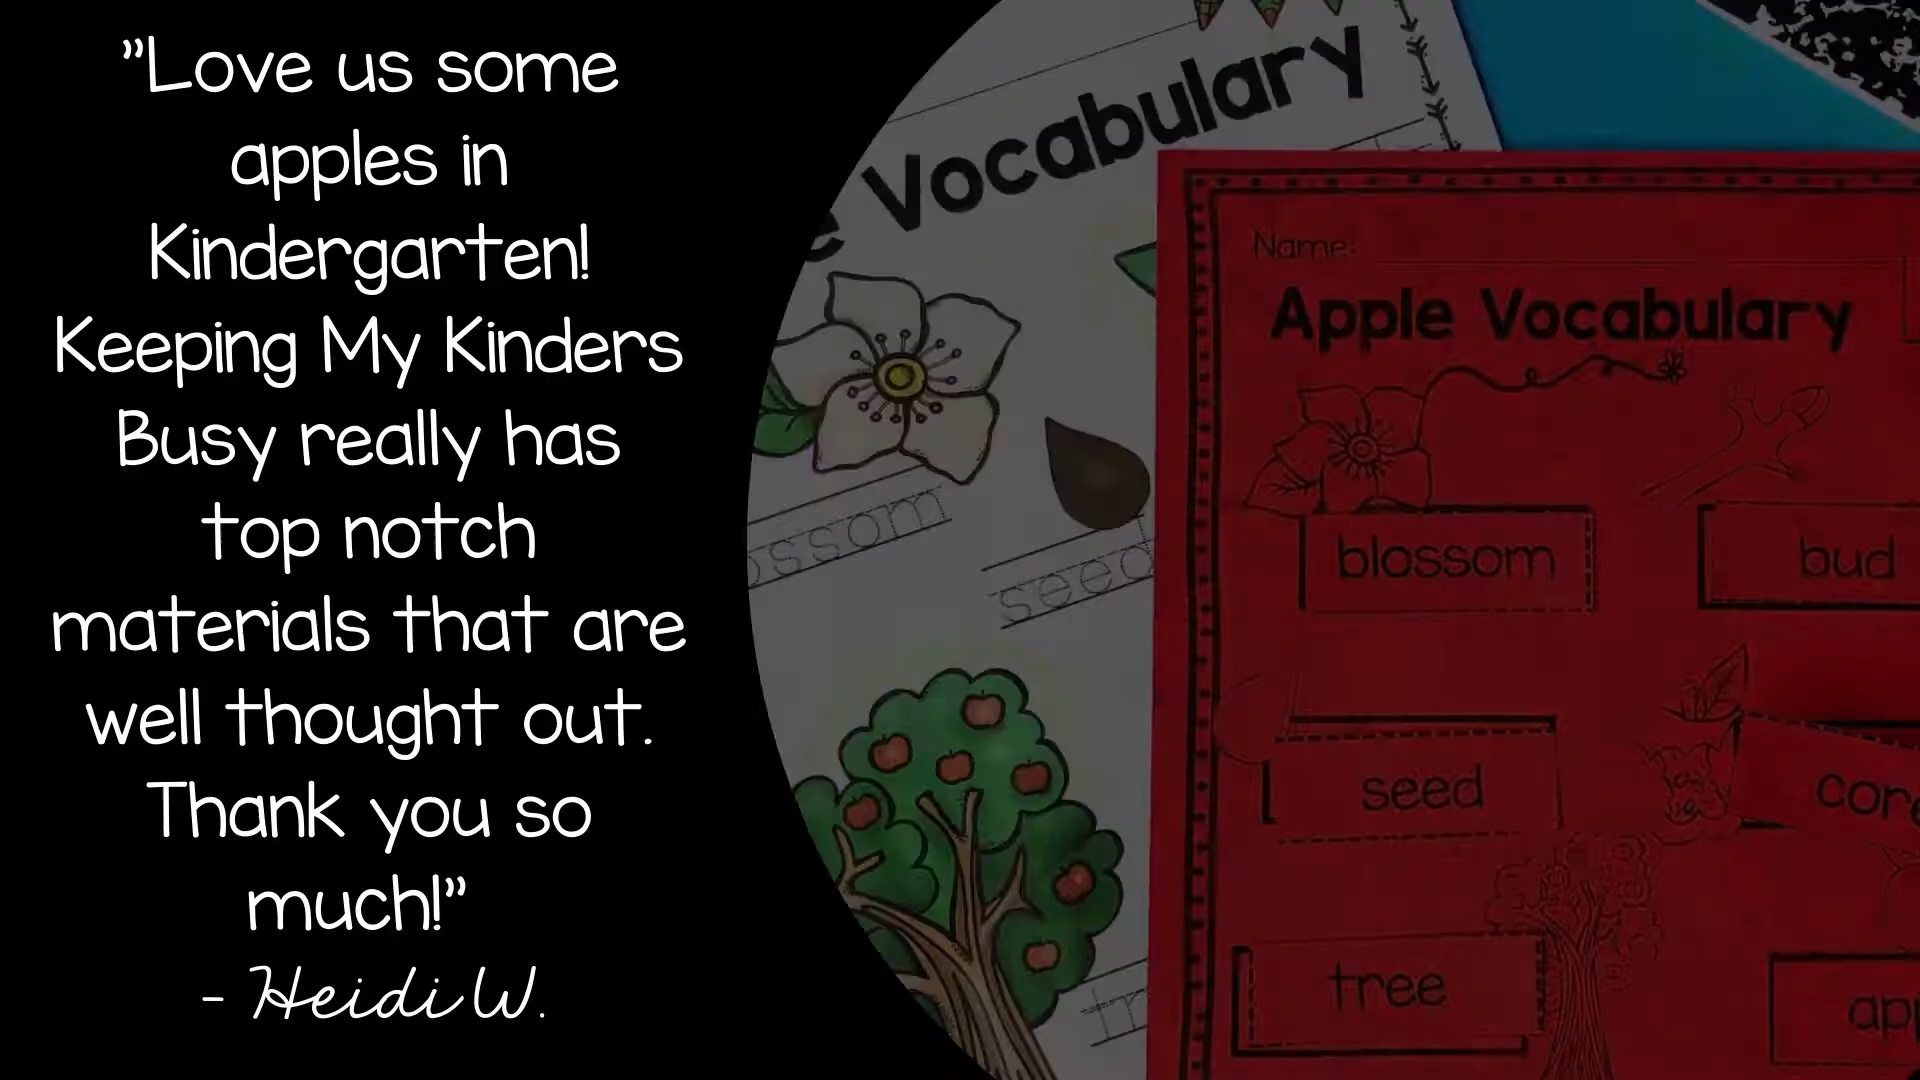 ”Love us some
apples in
Kindergarten!
Keeping My Kinders
Busy really has
top notch
materials that are
well thought out.
Thank you so
much!”
- Heidi W.
Vocabulary
seed
Name:
Apple Vocabulary
blossom
bud
seed
tree